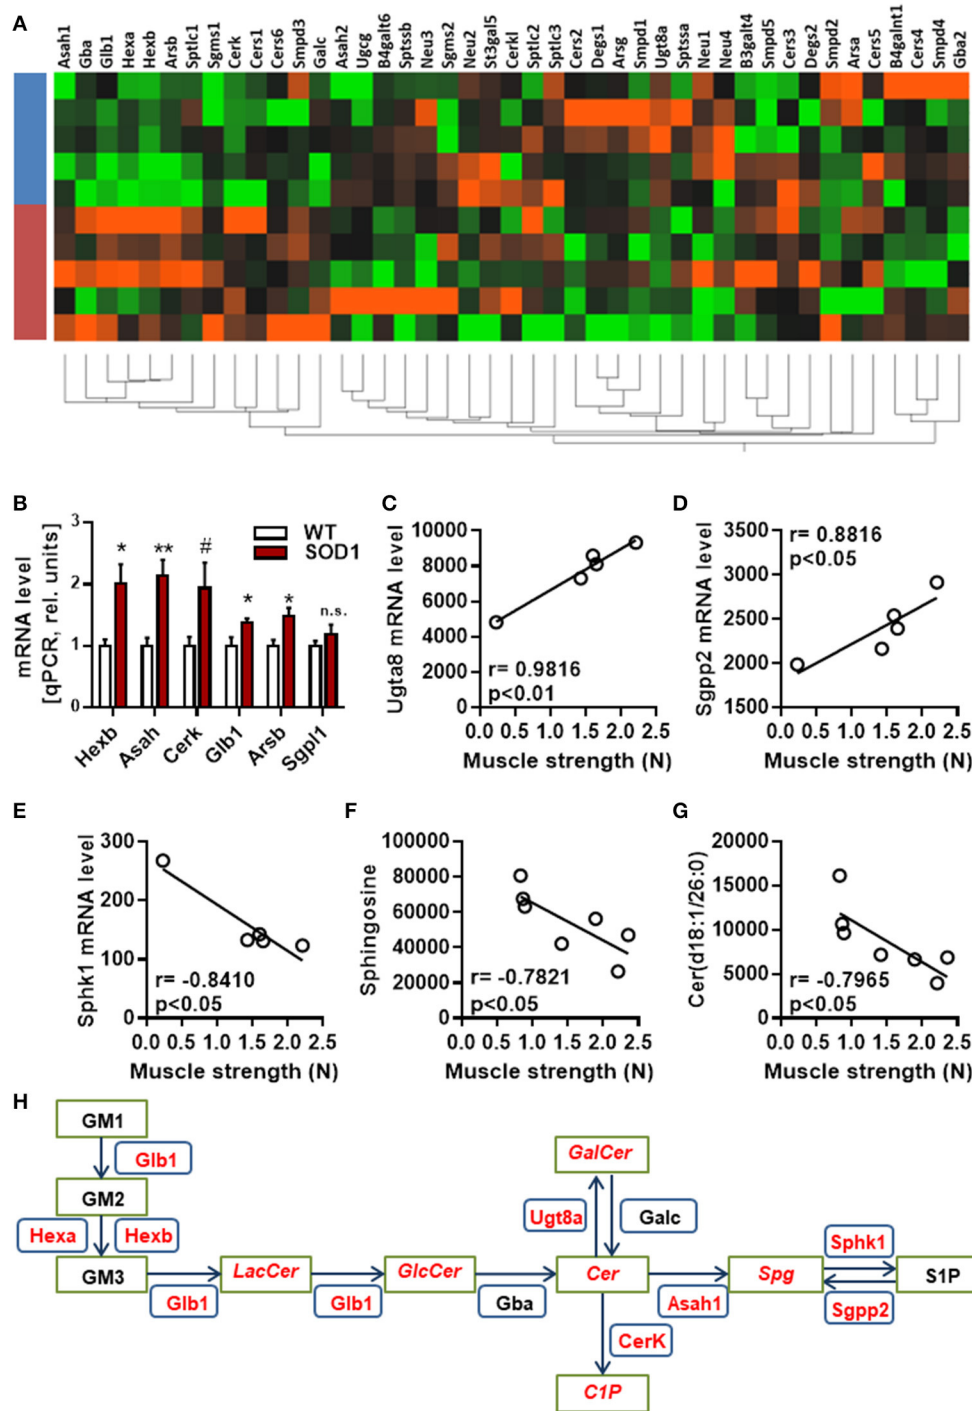 A
Asah1 Gba Glb1 Hexa Hexb Arsb Sptlc1 Sgms1 Cerk Cers1 Cers6 Smpd3 Galc Asah2 Ugcg B4galt6 Sptssb Neu3 Sgms2 Neu2 St3gal5 Cerkl Sptlc2 Sptlc3 Cers2 Degs1 Arsg Smpd1 Ugt8a Sptssa Neu1 Neu4 B3galt4 Smpd5 Cers3 Degs2 Smpd2 Arsa Cers5 B4galnt1 Cers4 Smpd4 Gba2
B
mRNA level
[qPCR, rel. units]
3
2
1
0
* ** # * * n.s.
WT
SOD1
Hexb Asah Cerk Glb1 Arsb Sgpl1
C
Ugta8 mRNA level
10000
8000
6000
4000
2000
0
r= 0.9816
p<0.01
0.0 0.5 1.0 1.5 2.0 2.5
Muscle strength (N)
D
Sgpp2 mRNA level
3500
3000
2500
2000
1500
r= 0.8816
p<0.05
0.0 0.5 1.0 1.5 2.0 2.5
Muscle strength (N)
E
Sphk1 mRNA level
300
200
100
0
r= -0.8410
p<0.05
0.0 0.5 1.0 1.5 2.0 2.5
Muscle strength (N)
F
Sphingosine
100000
80000
60000
40000
20000
0
r= -0.7821
p<0.05
0.0 0.5 1.0 1.5 2.0 2.5
Muscle strength (N)
G
Cer(d18:1/26:0)
20000
15000
10000
5000
0
r= -0.7965
p<0.05
0.0 0.5 1.0 1.5 2.0 2.5
Muscle strength (N)
H
GM1
Glb1
GM2
Hexa
Hexb
GM3
Glb1
LacCer
Glb1
GlcCer
Gba
GalCer
Ugt8a
Galc
Cer
CerK
C1P
Asah1
Spg
Sphk1
Sgpp2
S1P